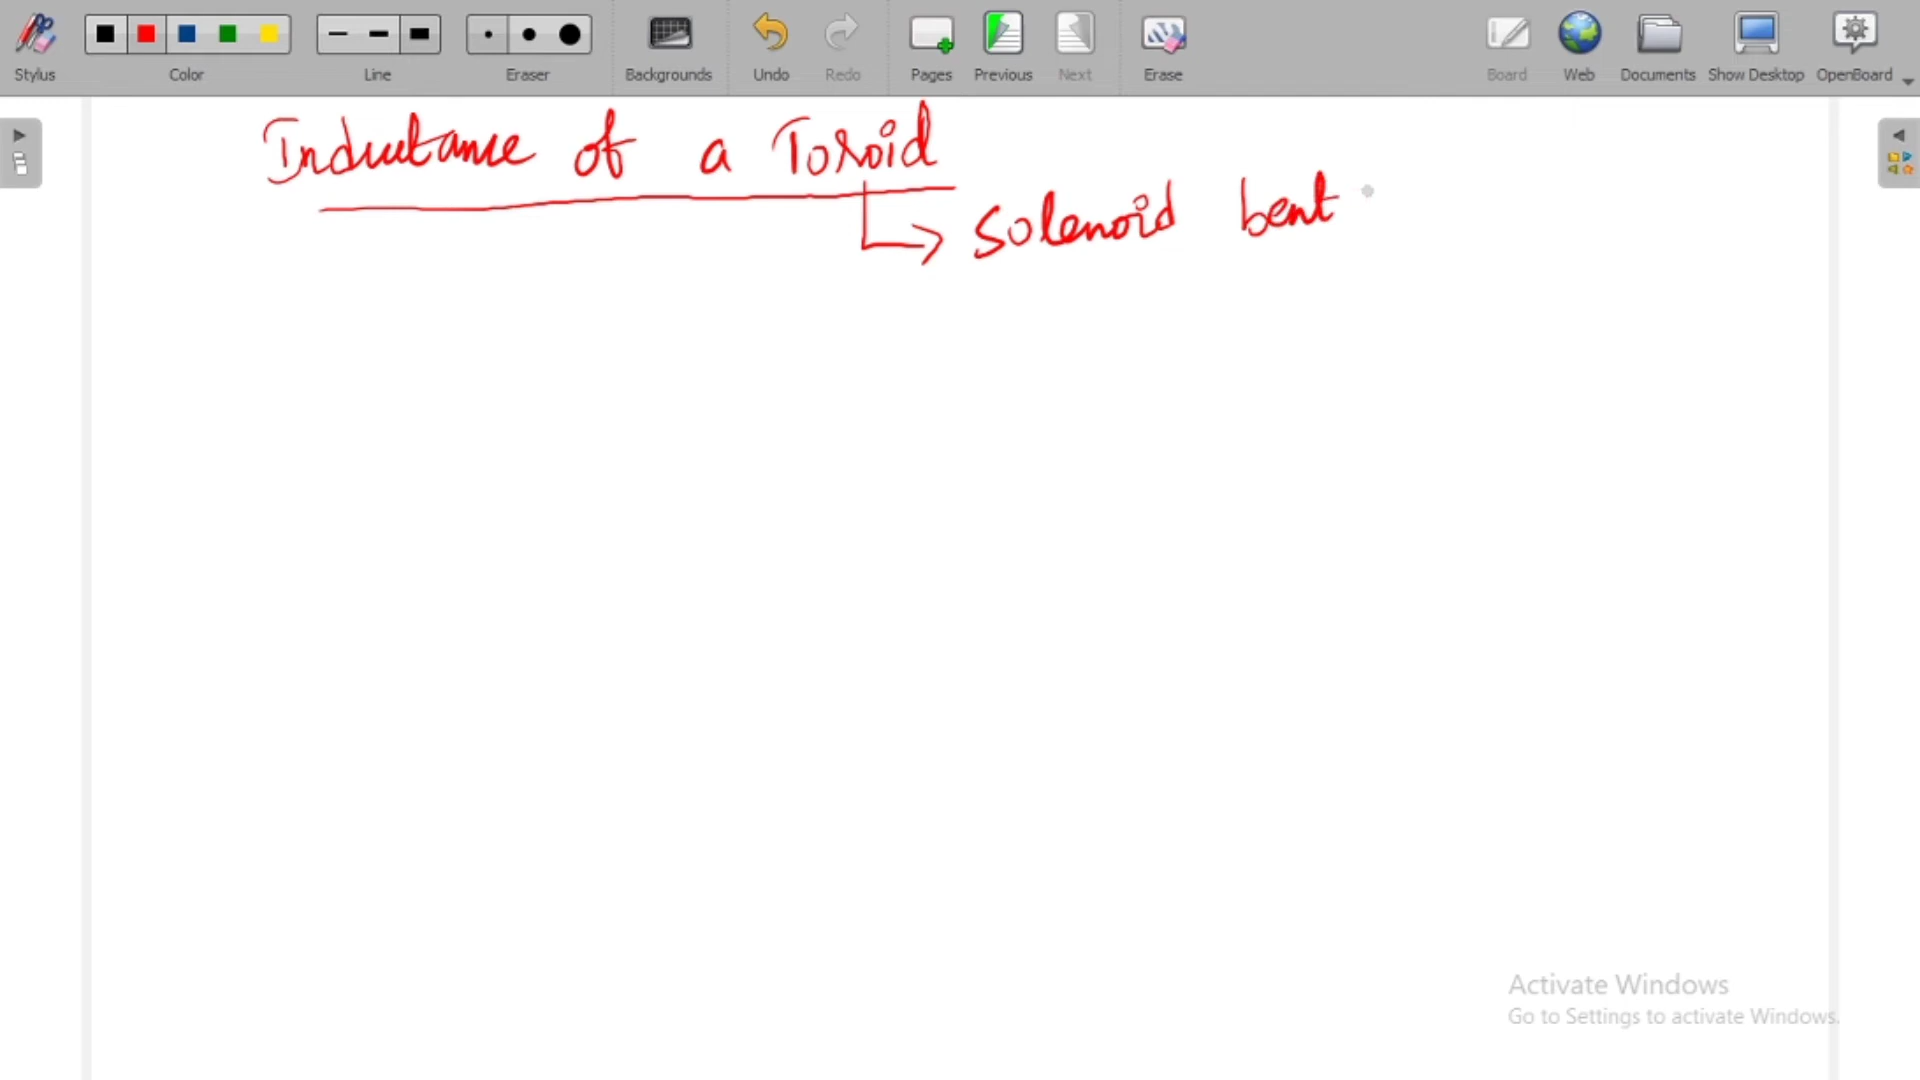 Stylus
Color
Line
Eraser
Backgrounds
Undo
Redo
Pages
Previous
Next
Erase
Board
Web
Documents
Show Desktop
OpenBoard
Inductance of a Toroid
Solenoid bent
Activate Windows
Go to Settings to activate Windows.